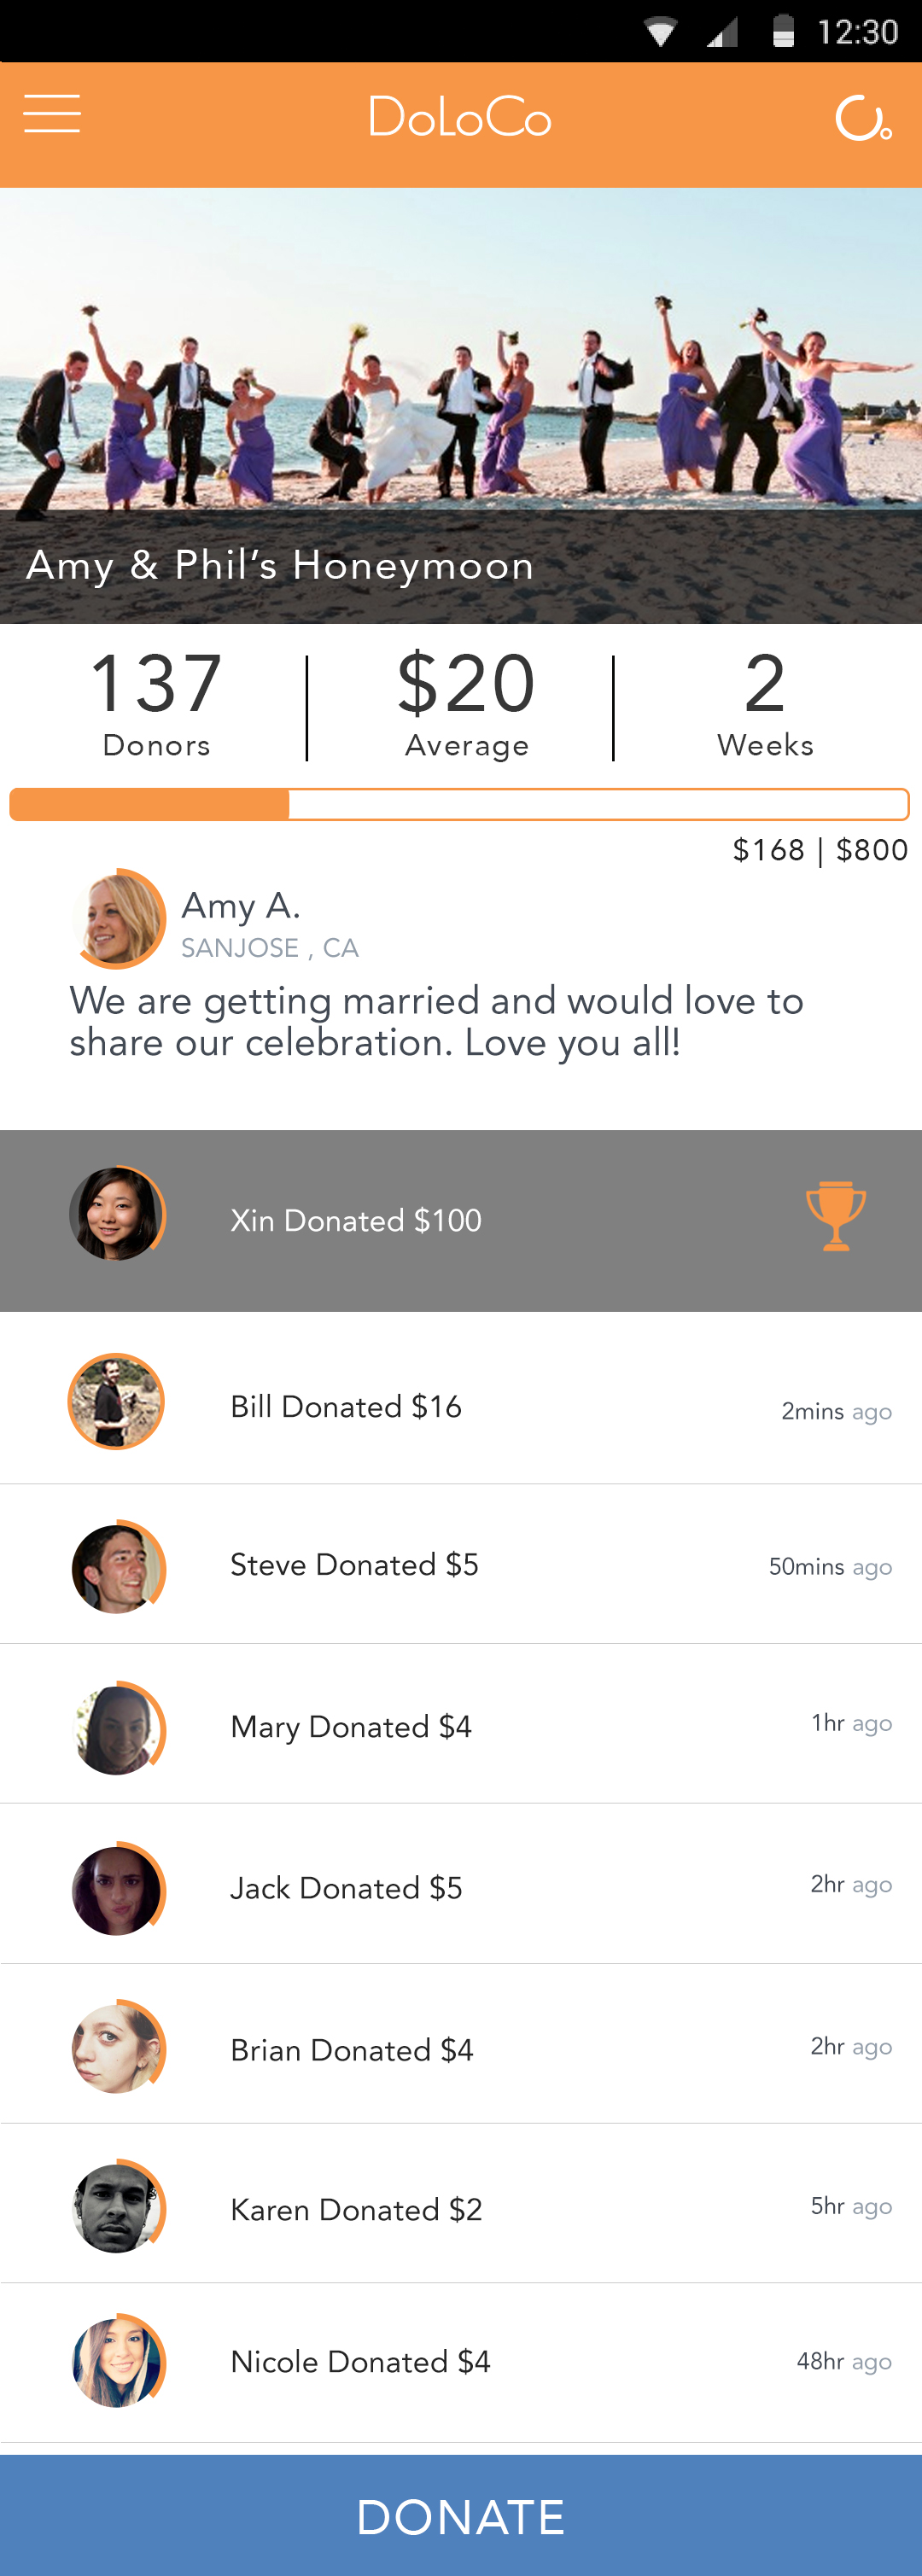 12:30
DoLoCo
Amy & Phil’s Honeymoon
137 $20 2
Donors Average Weeks
$168 | $800
Amy A.
SANJOSE , CA
We are getting married and would love to
share our celebration. Love you all!
Xin Donated $100
Bill Donated $16 2mins ago
Steve Donated $5 50mins ago
Mary Donated $4 1hr ago
Jack Donated $5 2hr ago
Brian Donated $4 2hr ago
Karen Donated $2 5hr ago
Nicole Donated $4 48hr ago
DONATE